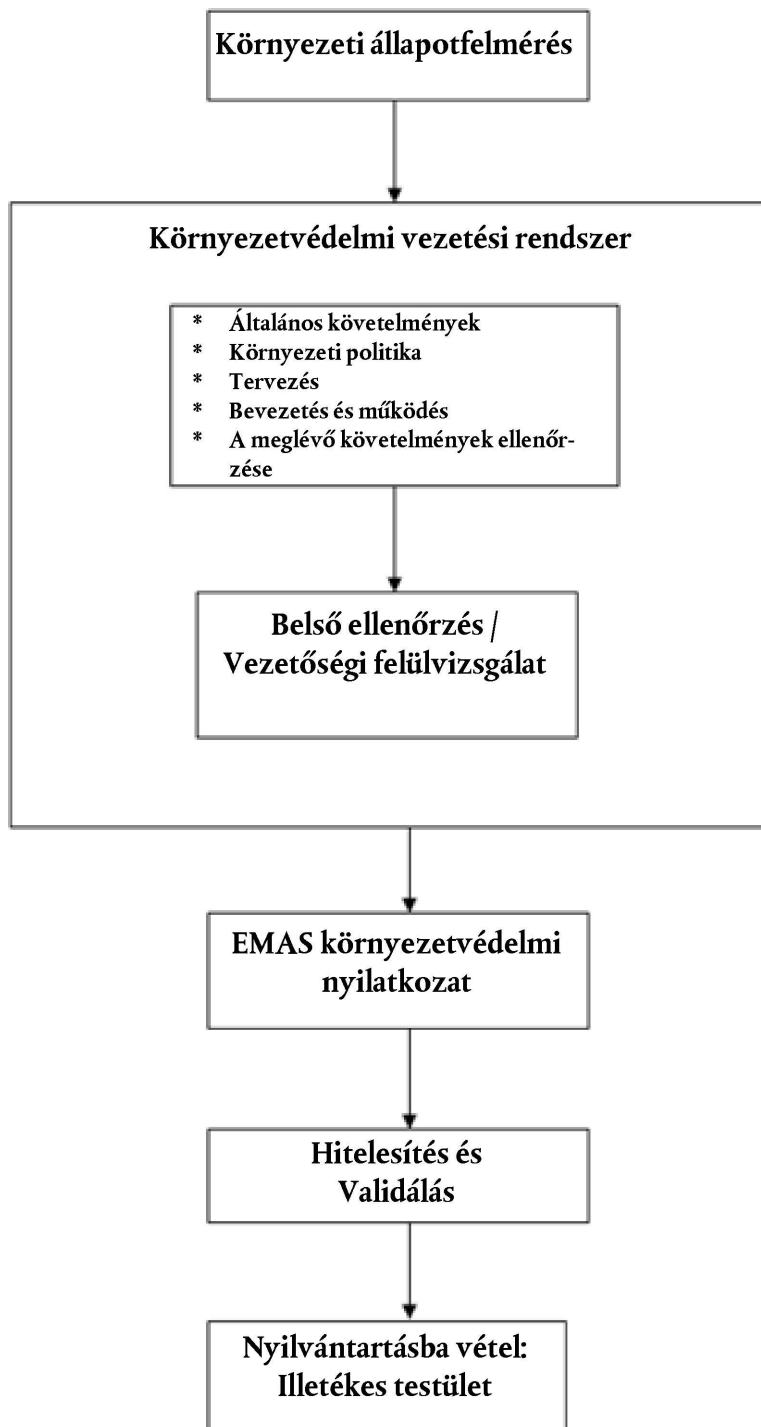 Környezeti állapotfelmérés
Környezetvédelmi vezetési rendszer
* Általános követelmények
* Környezeti politika
* Tervezés
* Bevezetés és működés
* A meglévő követelmények ellenőr-
zése
Belső ellenőrzés /
Vezetőségi felülvizsgálat
EMAS környezetvédelmi
nyilatkozat
Hitelesítés és
Validálás
Nyilvántartásba vétel:
Illetékes testület